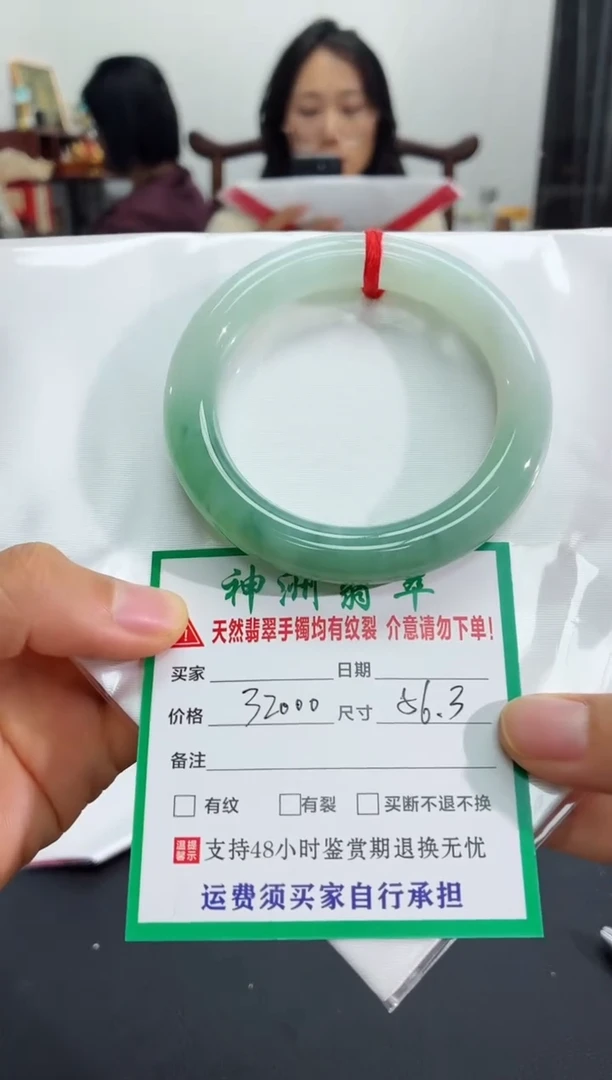 神洲翡翠
天然翡翠手镯均有纹裂 介意请勿下单!
买家 日期
价格 32000 尺寸 56.3
备注
有纹 有裂 买断不退不换
温馨提示 支持48小时鉴赏期退换无忧
运费须买家自行承担